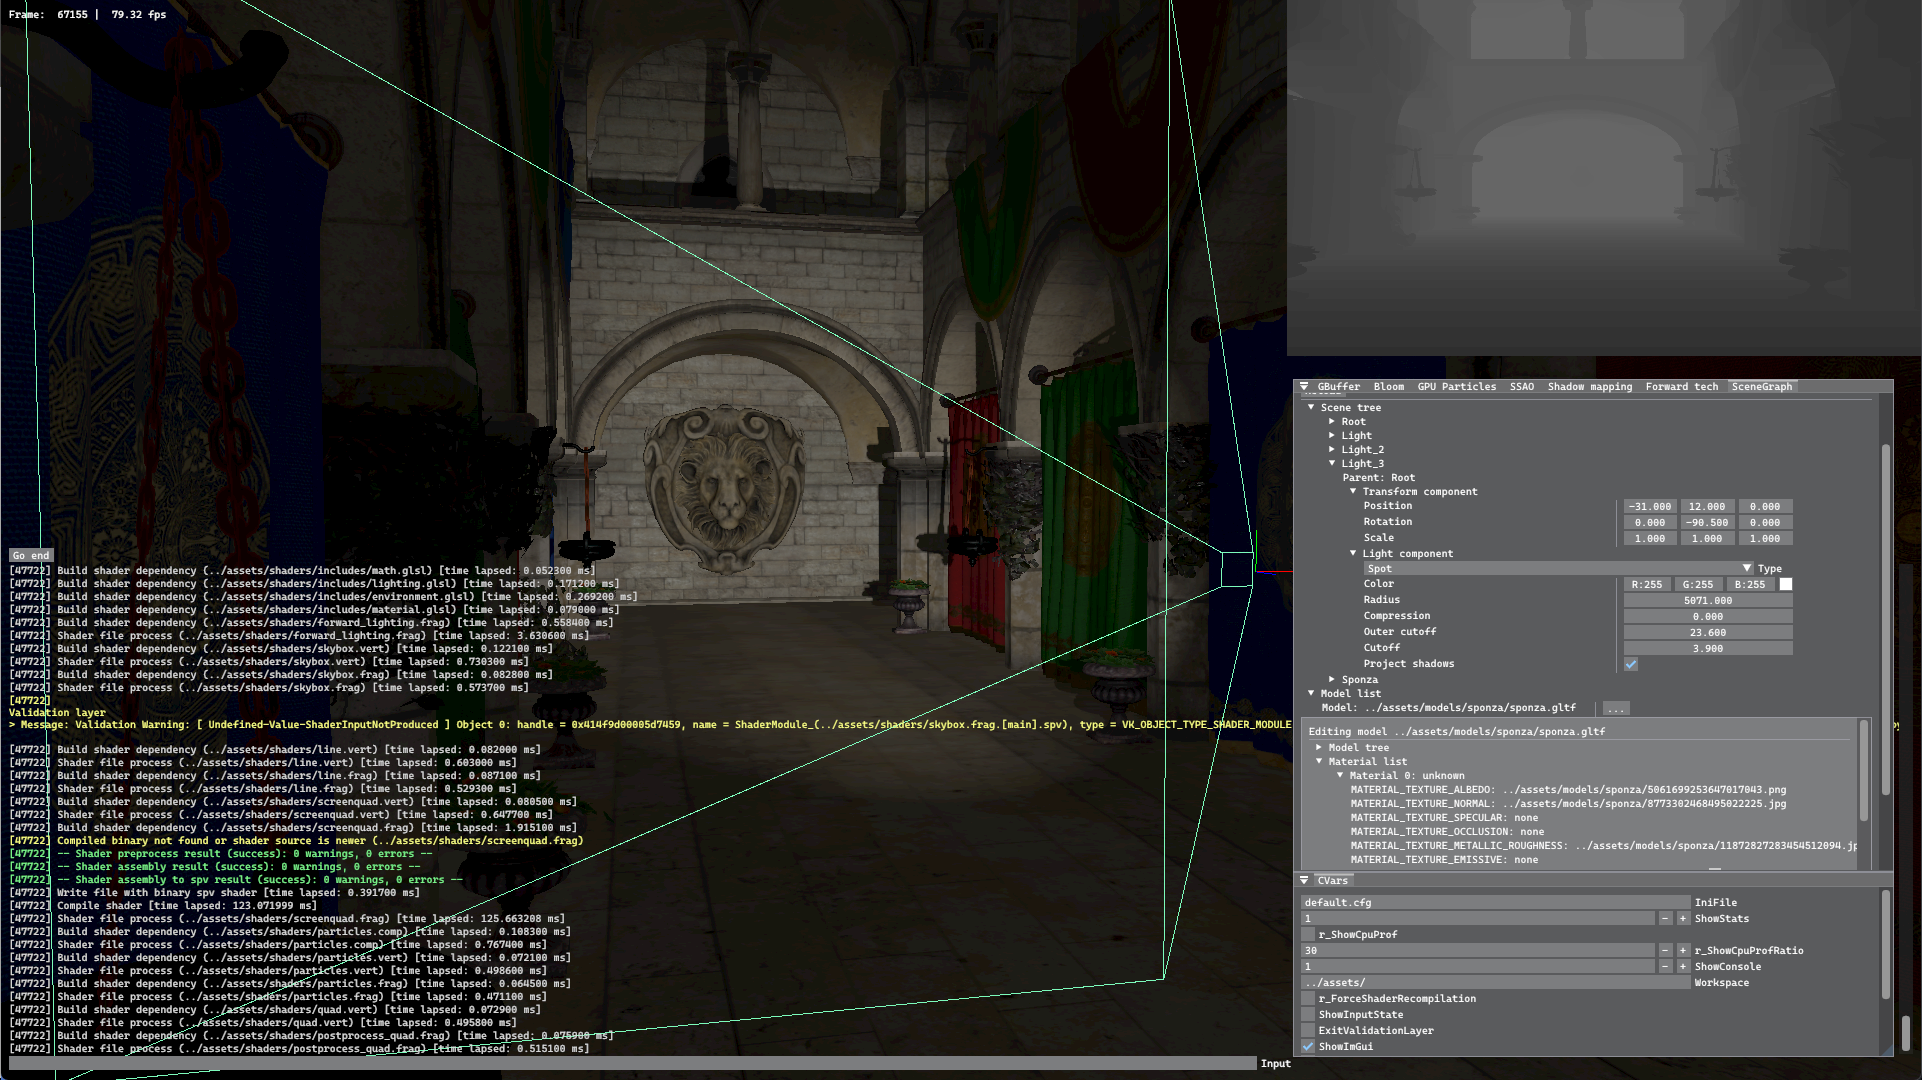 Frame: 67155 | 79.32 fps
Go end
[47722] Build shader dependency (../assets/shaders/includes/math.glsl) [time lapsed: 0.052300 ms]
[47722] Build shader dependency (../assets/shaders/includes/lighting.glsl) [time lapsed: 0.171200 ms]
[47722] Build shader dependency (../assets/shaders/includes/environment.glsl) [time lapsed: 0.269200 ms]
[47722] Build shader dependency (../assets/shaders/includes/material.glsl) [time lapsed: 0.079000 ms]
[47722] Build shader dependency (../assets/shaders/forward_lighting.frag) [time lapsed: 0.558400 ms]
[47722] Shader file process (../assets/shaders/forward_lighting.frag) [time lapsed: 3.630600 ms]
[47722] Build shader dependency (../assets/shaders/skybox.vert) [time lapsed: 0.122100 ms]
[47722] Shader file process (../assets/shaders/skybox.vert) [time lapsed: 0.730300 ms]
[47722] Build shader dependency (../assets/shaders/skybox.frag) [time lapsed: 0.082800 ms]
[47722] Shader file process (../assets/shaders/skybox.frag) [time lapsed: 0.573700 ms]
[47722]
Validation layer
> Message: Validation Warning: [ Undefined-Value-ShaderInputNotProduced ] Object 0: handle = 0x414f9d00005d7459, name = ShaderModule_(../assets/shaders/skybox.frag.[main].spv), type = VK_OBJECT_TYPE_SHADER_MODULE
[47722] Build shader dependency (../assets/shaders/line.vert) [time lapsed: 0.082000 ms]
[47722] Shader file process (../assets/shaders/line.vert) [time lapsed: 0.603000 ms]
[47722] Build shader dependency (../assets/shaders/line.frag) [time lapsed: 0.087100 ms]
[47722] Shader file process (../assets/shaders/line.frag) [time lapsed: 0.529300 ms]
[47722] Build shader dependency (../assets/shaders/screenquad.vert) [time lapsed: 0.080500 ms]
[47722] Shader file process (../assets/shaders/screenquad.vert) [time lapsed: 0.647700 ms]
[47722] Build shader dependency (../assets/shaders/screenquad.frag) [time lapsed: 1.915100 ms]
[47722] Compiled binary not found or shader source is newer (../assets/shaders/screenquad.frag)
[47722] -- Shader preprocess result (success): 0 warnings, 0 errors --
[47722] -- Shader assembly result (success): 0 warnings, 0 errors --
[47722] -- Shader assembly to spv result (success): 0 warnings, 0 errors --
[47722] Write file with binary spv shader [time lapsed: 0.391700 ms]
[47722] Compile shader [time lapsed: 123.071999 ms]
[47722] Shader file process (../assets/shaders/screenquad.frag) [time lapsed: 125.663208 ms]
[47722] Build shader dependency (../assets/shaders/particles.comp) [time lapsed: 0.108300 ms]
[47722] Shader file process (../assets/shaders/particles.comp) [time lapsed: 0.767400 ms]
[47722] Build shader dependency (../assets/shaders/particles.vert) [time lapsed: 0.072100 ms]
[47722] Shader file process (../assets/shaders/particles.vert) [time lapsed: 0.498600 ms]
[47722] Build shader dependency (../assets/shaders/particles.frag) [time lapsed: 0.064500 ms]
[47722] Shader file process (../assets/shaders/particles.frag) [time lapsed: 0.471100 ms]
[47722] Build shader dependency (../assets/shaders/quad.vert) [time lapsed: 0.072900 ms]
[47722] Shader file process (../assets/shaders/quad.vert) [time lapsed: 0.495800 ms]
[47722] Build shader dependency (../assets/shaders/postprocess_quad.frag) [time lapsed: 0.075900 ms]
[47722] Shader file process (../assets/shaders/postprocess_quad.frag) [time lapsed: 0.515100 ms]
Input
GBuffer Bloom GPU Particles SSAO Shadow mapping Forward tech SceneGraph
Scene tree
Root
Light
Light_2
Light_3
Parent: Root
Transform component
Position -31.000 12.000 0.000
Rotation 0.000 -90.500 0.000
Scale 1.000 1.000 1.000
Light component
Spot Type
Color R:255 G:255 B:255
Radius 5071.000
Compression 0.000
Outer cutoff 23.600
Cutoff 3.900
Project shadows
Sponza
Model list
Model: ../assets/models/sponza/sponza.gltf ...
Editing model ../assets/models/sponza/sponza.gltf
Model tree
Material list
Material 0: unknown
MATERIAL_TEXTURE_ALBEDO: ../assets/models/sponza/5061699253647017043.png
MATERIAL_TEXTURE_NORMAL: ../assets/models/sponza/8773302468495022225.jpg
MATERIAL_TEXTURE_SPECULAR: none
MATERIAL_TEXTURE_OCCLUSION: none
MATERIAL_TEXTURE_METALLIC_ROUGHNESS: ../assets/models/sponza/11872827283454512094.jp
MATERIAL_TEXTURE_EMISSIVE: none
CVars
default.cfg IniFile
1 - + ShowStats
r_ShowCpuProf
30 - + r_ShowCpuProfRatio
1 - + ShowConsole
../assets/ Workspace
r_ForceShaderRecompilation
ShowInputState
ExitValidationLayer
ShowImGui